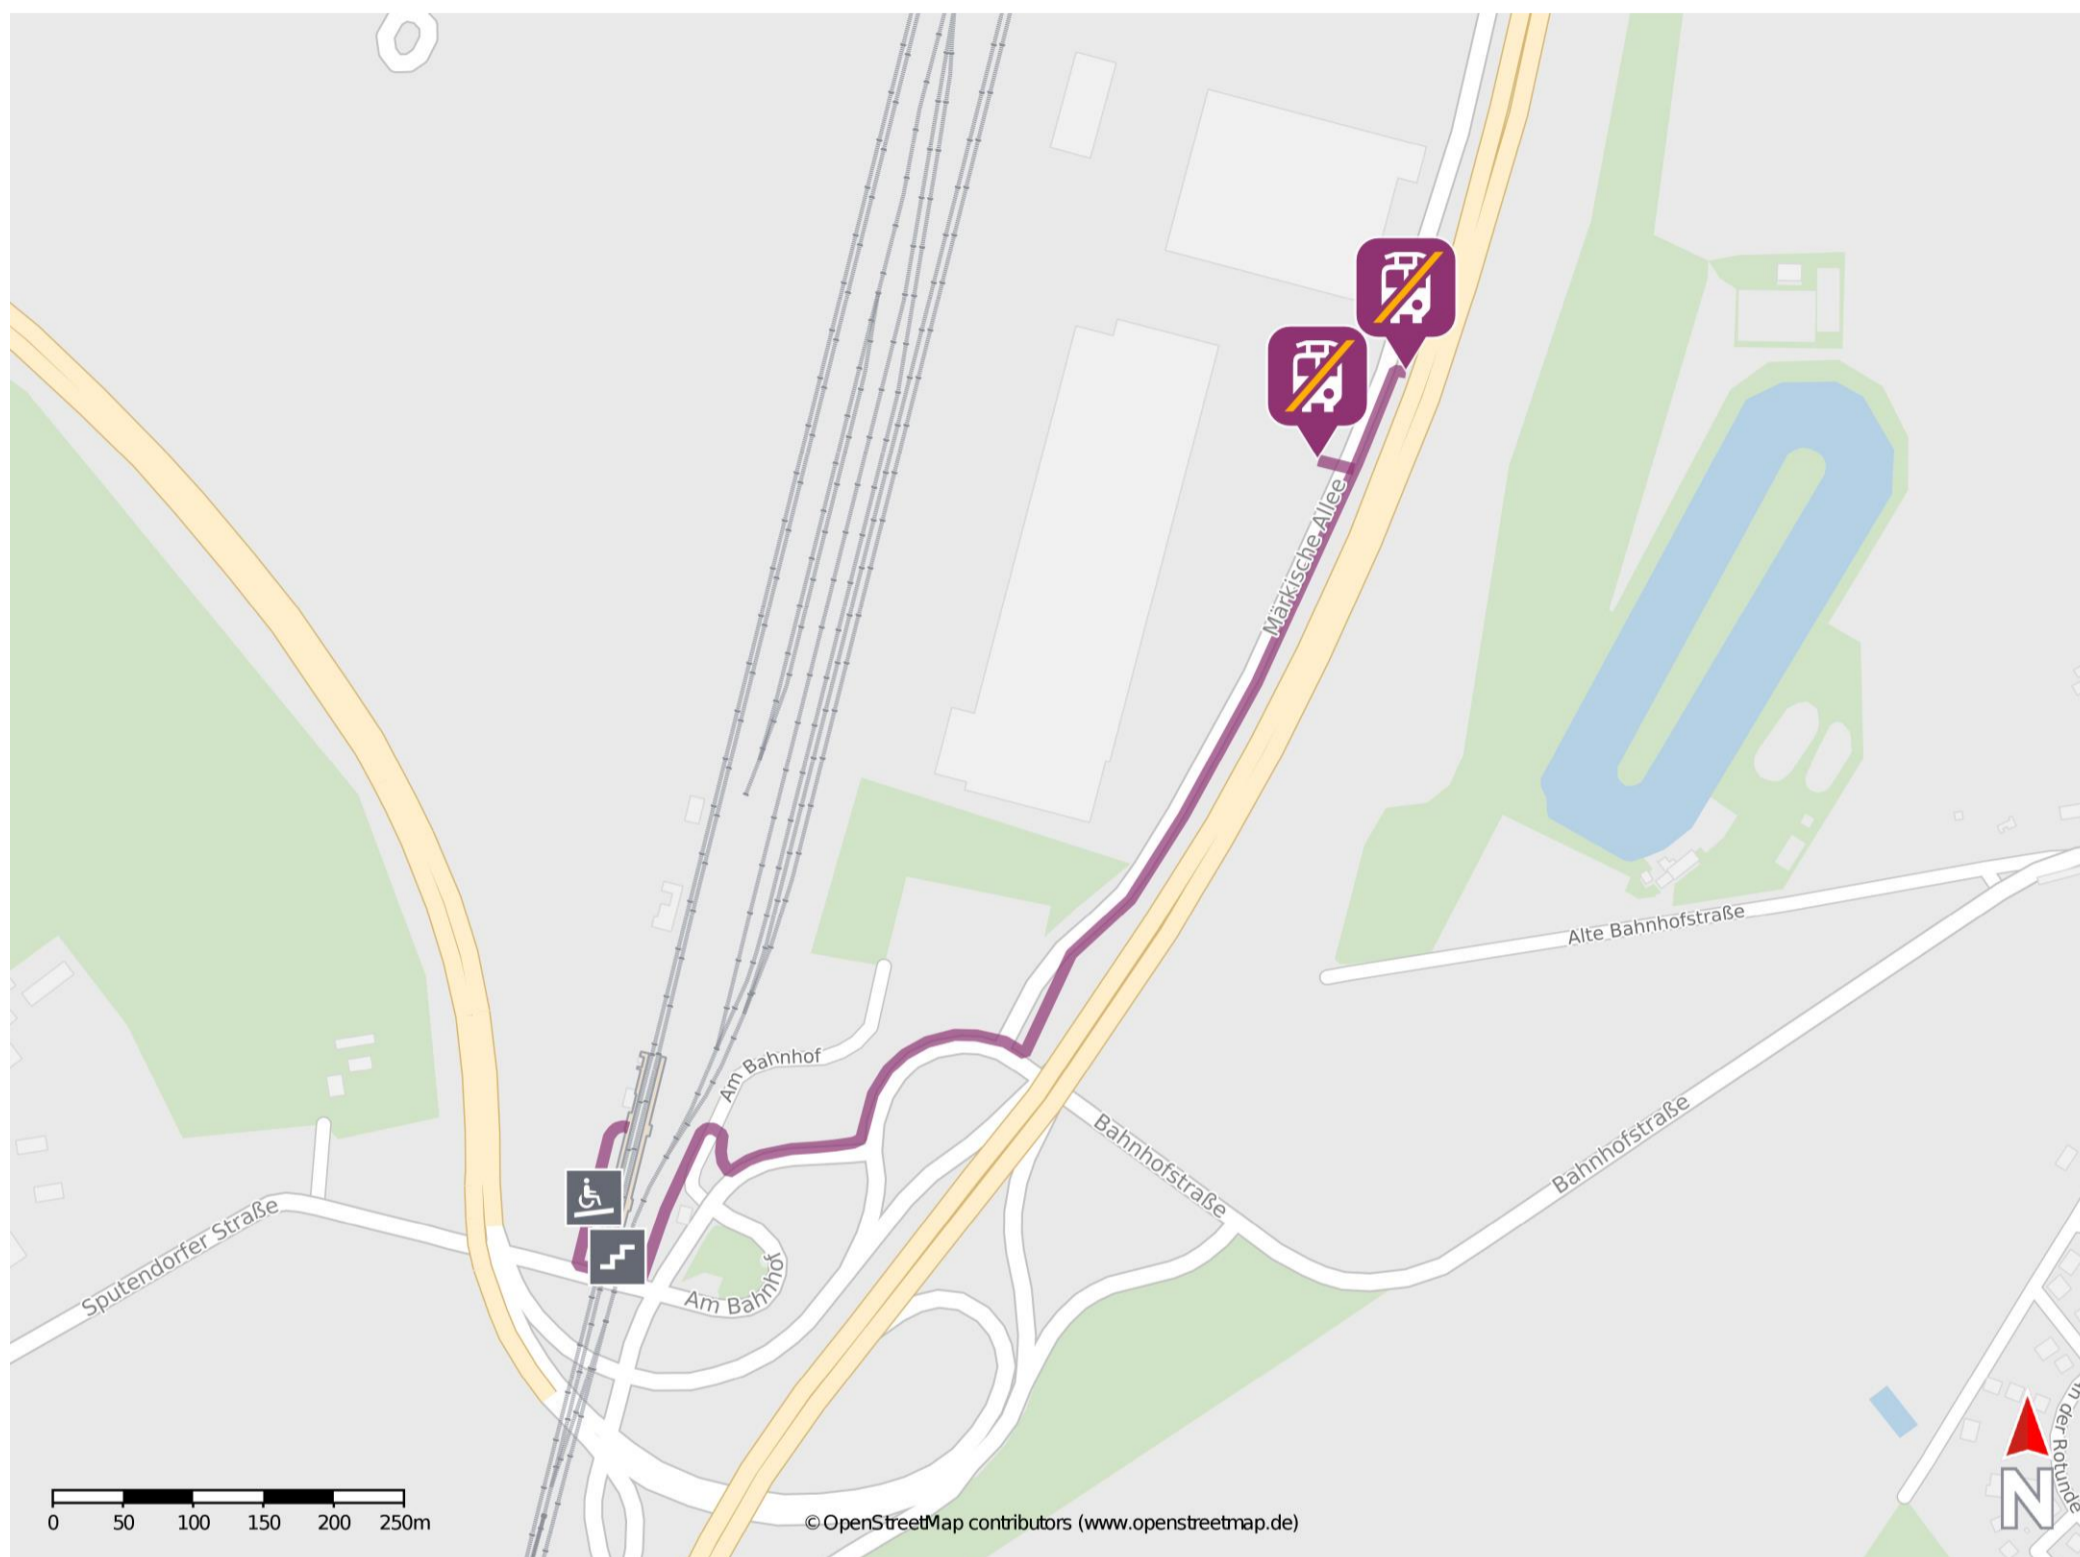 Märkische Allee
Alte Bahnhofstraße
Am Bahnhof
Bahnhofstraße
Bahnhofstraße
Sputendorfer Straße
Am Bahnhof
An der Rotunde
0 50 100 150 200 250m
© OpenStreetMap contributors (www.openstreetmap.de)
N